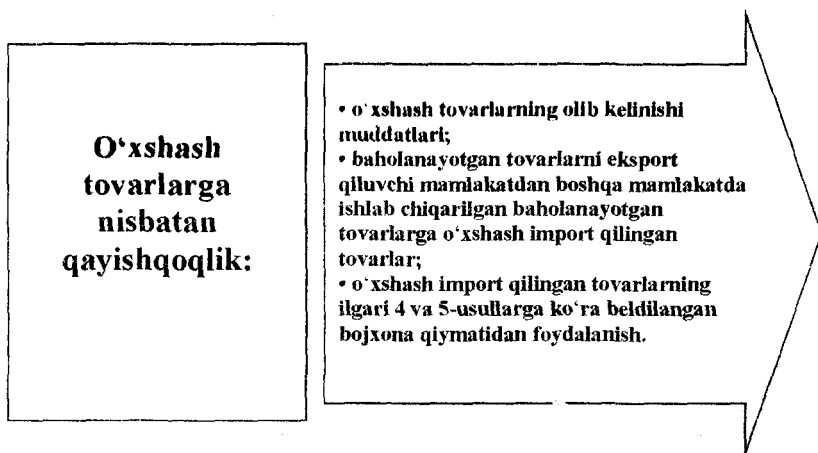 O‘xshash
tovarlarga
nisbatan
qayishqoqlik:
• o‘xshash tovarlarning olib kelinishi
muddatlari;
• baholanayotgan tovarlarni eksport
qiluvchi mamlakatdan boshqa mamlakatda
ishlab chiqarilgan baholanayotgan
tovarlarga o‘xshash import qilingan
tovarlar;
• o‘xshash import qilingan tovarlarning
ilgari 4 va 5-usullarga ko‘ra beldilangan
bojxona qiymatidan foydalanish.